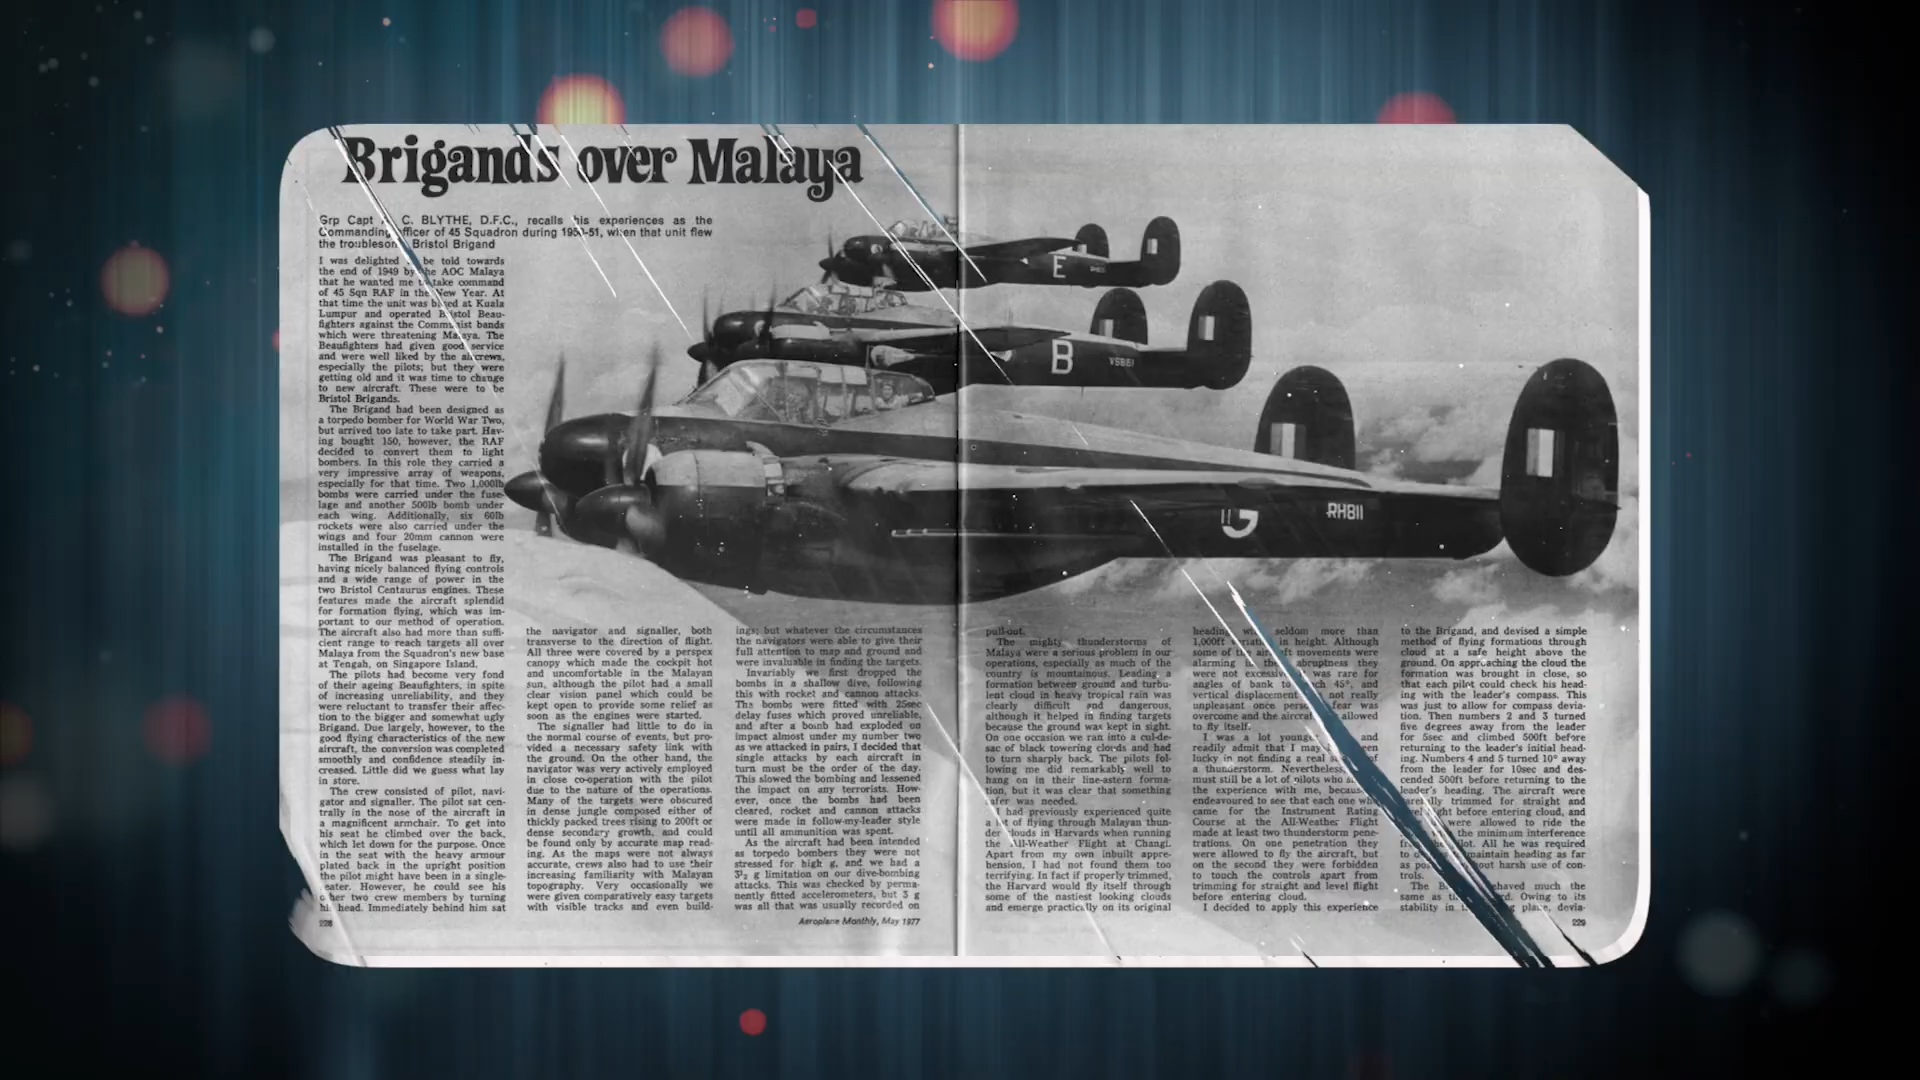 Brigands over Malaya
Grp Capt C. BLYTHE, D.F.C., recalls his experiences as the
Commanding officer of 45 Squadron during 1950-51, when that unit flew
the troublesome Bristol Brigand
I was delighted to be told towards
the end of 1949 by the AOC Malaya
that he wanted me to take command
of 45 Sqn RAF in the New Year. At
that time the unit was based at Kuala
Lumpur and operated Bristol Beau-
fighters against the Communist bands
which were threatening Malaya. The
Beaufighters had given good service
and were well liked by the aircrews,
especially the pilots; but they were
getting old and it was time to change
to new aircraft. These were to be
Bristol Brigands.
The Brigand had been designed as
a torpedo bomber for World War Two,
but arrived too late to take part. Hav-
ing bought 150, however, the RAF
decided to convert them to light
bombers. In this role they carried a
very impressive array of weapons,
especially for that time. Two 1,000lb
bombs were carried under the fuse-
lage and another 500lb bomb under
each wing. Additionally, six 60lb
rockets were also carried under the
wings and four 20mm cannon were
installed in the fuselage.
The Brigand was pleasant to fly,
having nicely balanced flying controls
and a wide range of power in the
two Bristol Centaurus engines. These
features made the aircraft splendid
for formation flying, which was im-
portant to our method of operation.
The aircraft also had more than suffi-
cient range to reach targets all over
Malaya from the Squadron's new base
at Tengah, on Singapore Island.
The pilots had become very fond
of their ageing Beaufighters, in spite
of increasing unreliability, and they
were reluctant to transfer their affec-
tion to the bigger and somewhat ugly
Brigand. Due largely, however, to the
good flying characteristics of the new
aircraft, the conversion was completed
smoothly and confidence steadily in-
creased. Little did we guess what lay
in store.
The crew consisted of pilot, navi-
gator and signaller. The pilot sat cen-
trally in the nose of the aircraft in
a magnificent armchair. To get into
his seat he climbed over the back,
which let down for the purpose. Once
in the seat with the heavy armour
plated back in the upright position
the pilot might have been in a single-
seater. However, he could see his
other two crew members by turning
his head. Immediately behind him sat
228
the navigator and signaller, both
transverse to the direction of flight.
All three were covered by a perspex
canopy which made the cockpit hot
and uncomfortable in the Malayan
sun, although the pilot had a small
clear vision panel which could be
kept open to provide some relief as
soon as the engines were started.
The signaller had little to do in
the normal course of events, but pro-
vided a necessary safety link with
the ground. On the other hand, the
navigator was very actively employed
in close co-operation with the pilot
due to the nature of the operations.
Many of the targets were obscured
in dense jungle composed either of
thickly packed trees rising to 200ft or
dense secondary growth, and could
be found only by accurate map read-
ing. As the maps were not always
accurate, crews also had to use their
increasing familiarity with Malayan
topography. Very occasionally we
were given comparatively easy targets
with visible tracks and even build-
ings; but whatever the circumstances
the navigators were able to give their
full attention to map and ground and
were invaluable in finding the targets.
Invariably we first dropped the
bombs in a shallow dive, following
this with rocket and cannon attacks.
The bombs were fitted with 25sec
delay fuses which proved unreliable,
and after a bomb had exploded on
impact almost under my number two
as we attacked in pairs, I decided that
single attacks by each aircraft in
turn must be the order of the day.
This slowed the bombing and lessened
the impact on any terrorists. How-
ever, once the bombs had been
cleared, rocket and cannon attacks
were made in follow-my-leader style
until all ammunition was spent.
As the aircraft had been intended
as torpedo bombers they were not
stressed for high g, and we had a
3½ g limitation on our dive-bombing
attacks. This was checked by perma-
nently fitted accelerometers, but 3 g
was all that was usually recorded on
Aeroplane Monthly, May 1977
E
B
VS851
G
RH811
pull-out.
The mighty thunderstorms of
Malaya were a serious problem in our
operations, especially as much of the
country is mountainous. Leading a
formation between ground and turbu-
lent cloud in heavy tropical rain was
clearly difficult and dangerous,
although it helped in finding targets
because the ground was kept in sight.
On one occasion we ran into a cul-de-
sac of black towering clouds and had
to turn sharply back. The pilots fol-
lowing me did remarkably well to
hang on in their line-astern forma-
tion, but it was clear that something
safer was needed.
I had previously experienced quite
a lot of flying through Malayan thun-
der clouds in Harvards when running
the All-Weather Flight at Changi.
Apart from my own inbuilt appre-
hension, I had not found them too
terrifying. In fact if properly trimmed,
the Harvard would fly itself through
some of the nastiest looking clouds
and emerge practically on its original
heading with seldom more than
1,000ft variation in height. Although
some of the aircraft movements were
alarming in their abruptness they
were not excessive. It was rare for
angles of bank to reach 45°, and
vertical displacement was not really
unpleasant once personal fear was
overcome and the aircraft allowed
to fly itself.
I was a lot younger and
readily admit that I may have been
lucky in not finding a real of
a thunderstorm. Nevertheless,
must still be a lot of pilots who
the experience with me, because
endeavoured to see that each one who
came for the Instrument Rating
Course at the All-Weather Flight
made at least two thunderstorm pene-
trations. On one penetration they
were allowed to fly the aircraft, but
on the second they were forbidden
to touch the controls apart from
trimming for straight and level flight
before entering cloud.
I decided to apply this experience
to the Brigand, and devised a simple
method of flying formations through
cloud at a safe height above the
ground. On approaching the cloud the
formation was brought in close, so
that each pilot could check his head-
ing with the leader's compass. This
was just to allow for compass devia-
tion. Then numbers 2 and 3 turned
five degrees away from the leader
for 5sec and climbed 500ft before
returning to the leader's initial head-
ing. Numbers 4 and 5 turned 10° away
from the leader for 10sec and des-
cended 500ft before returning to the
leader's heading. The aircraft were
carefully trimmed for straight and
level flight before entering cloud, and
were allowed to ride the
the minimum interference
from the pilot. All he was required
to maintain heading as far
as harsh use of con-
trols.
The behaved much the
same as Owing to its
stability in plane, devia-
229